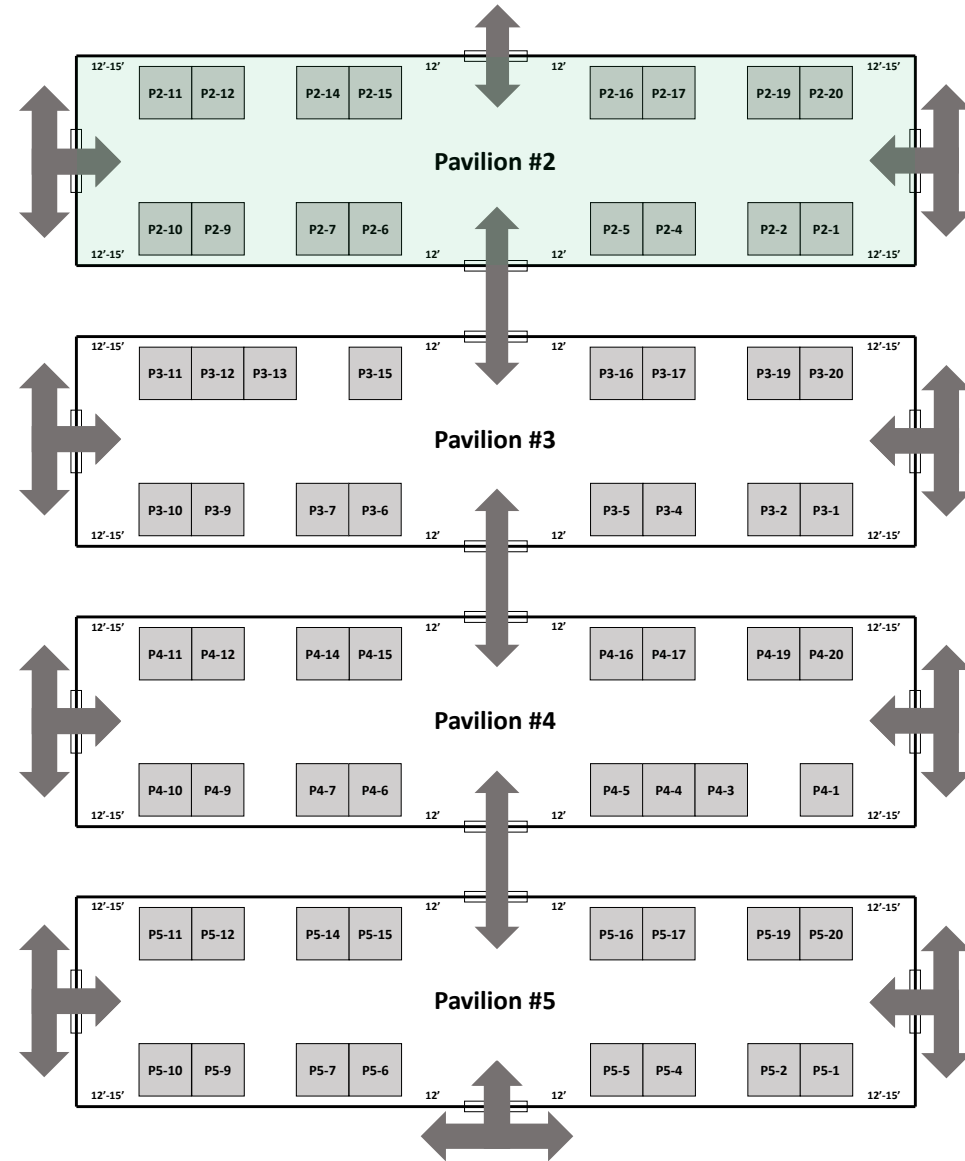 12’-15’ 12’ 12’ 12’-15’
P2-11 P2-12 P2-14 P2-15 P2-16 P2-17 P2-19 P2-20
Pavilion #2
P2-10 P2-9 P2-7 P2-6 P2-5 P2-4 P2-2 P2-1
12’-15’ 12’ 12’ 12’-15’
12’-15’ 12’ 12’ 12’-15’
P3-11 P3-12 P3-13 P3-15 P3-16 P3-17 P3-19 P3-20
Pavilion #3
P3-10 P3-9 P3-7 P3-6 P3-5 P3-4 P3-2 P3-1
12’-15’ 12’ 12’ 12’-15’
12’-15’ 12’ 12’ 12’-15’
P4-11 P4-12 P4-14 P4-15 P4-16 P4-17 P4-19 P4-20
Pavilion #4
P4-10 P4-9 P4-7 P4-6 P4-5 P4-4 P4-3 P4-1
12’-15’ 12’ 12’ 12’-15’
12’-15’ 12’ 12’ 12’-15’
P5-11 P5-12 P5-14 P5-15 P5-16 P5-17 P5-19 P5-20
Pavilion #5
P5-10 P5-9 P5-7 P5-6 P5-5 P5-4 P5-2 P5-1
12’-15’ 12’ 12’ 12’-15’